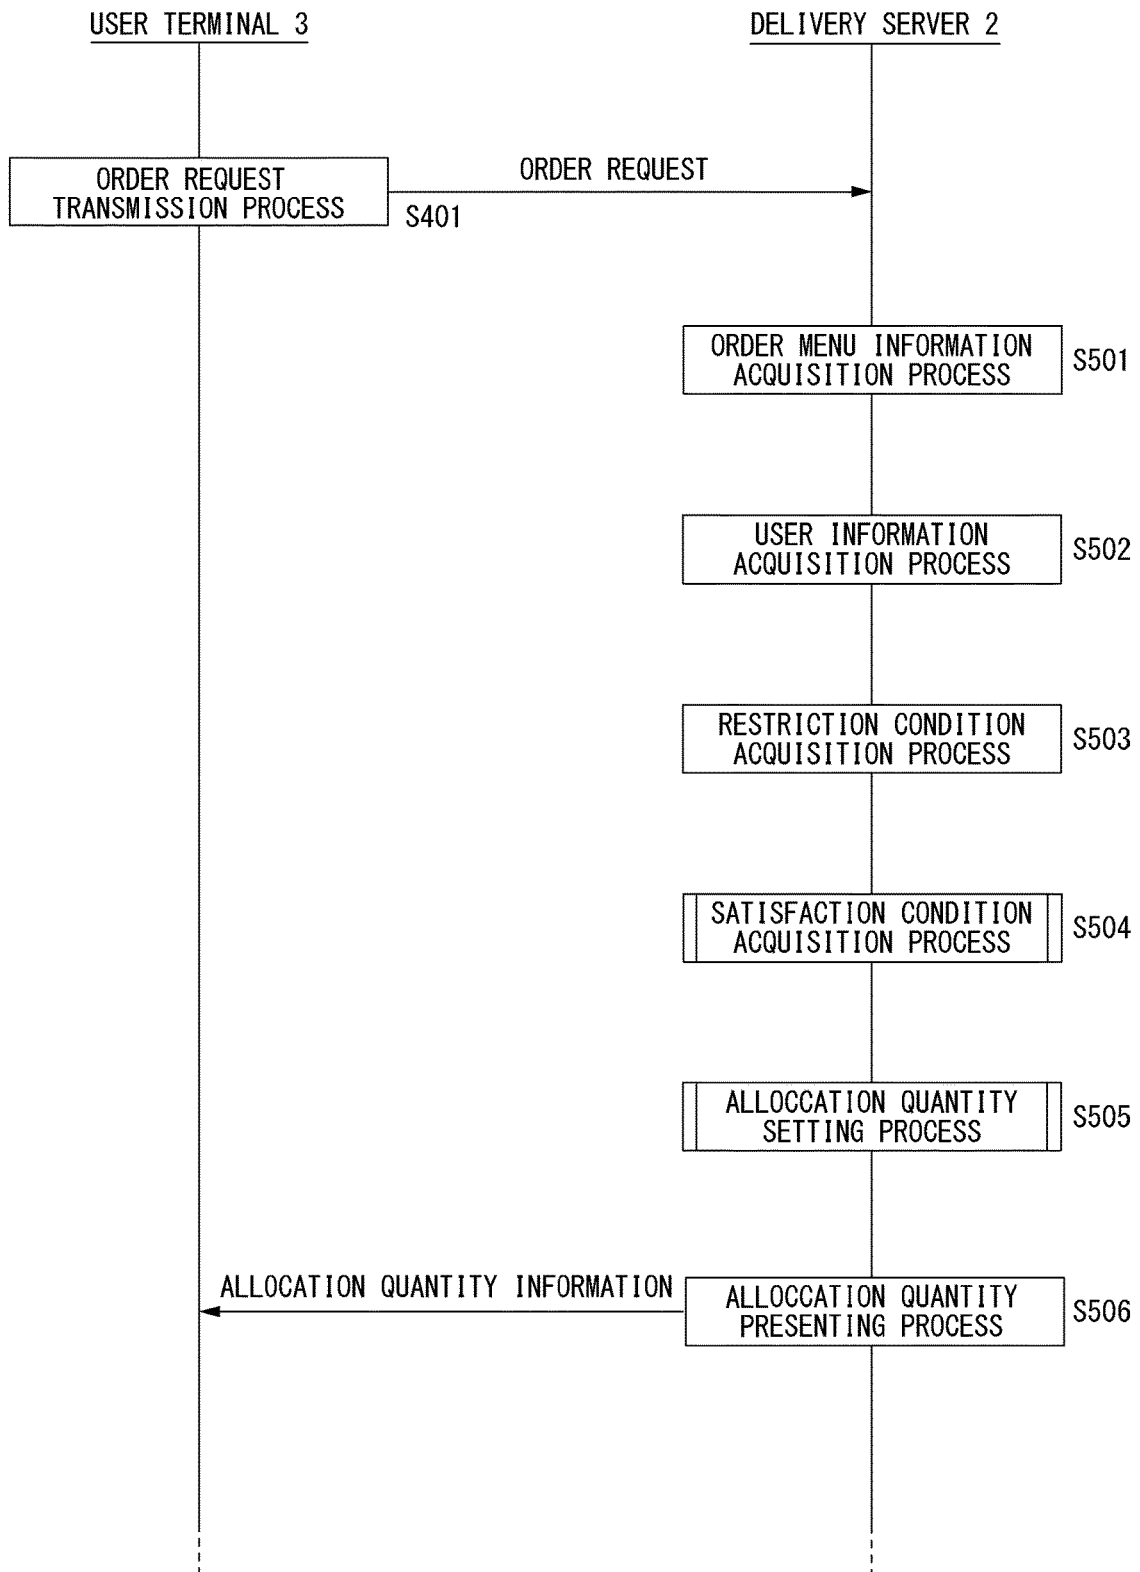 USER TERMINAL 3
DELIVERY SERVER 2
ORDER REQUEST
TRANSMISSION PROCESS
S401
ORDER REQUEST
ORDER MENU INFORMATION
ACQUISITION PROCESS
S501
USER INFORMATION
ACQUISITION PROCESS
S502
RESTRICTION CONDITION
ACQUISITION PROCESS
S503
SATISFACTION CONDITION
ACQUISITION PROCESS
S504
ALLOCCATION QUANTITY
SETTING PROCESS
S505
ALLOCATION QUANTITY INFORMATION
ALLOCCATION QUANTITY
PRESENTING PROCESS
S506